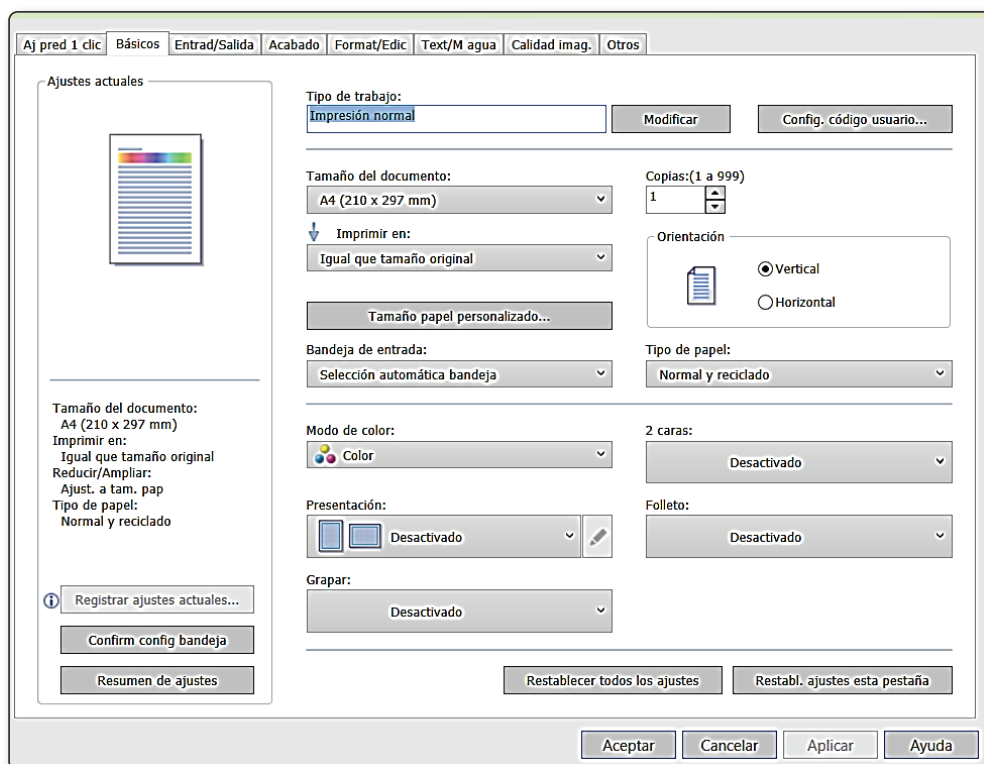 Aj pred 1 clic Básicos Entrad/Salida Acabado Format/Edic Text/M agua Calidad imag. Otros
Ajustes actuales
Tamaño del documento:
A4 (210 x 297 mm)
Imprimir en:
Igual que tamaño original
Reducir/Ampliar:
Ajust. a tam. pap
Tipo de papel:
Normal y reciclado
Registrar ajustes actuales...
Confirm config bandeja
Resumen de ajustes
Tipo de trabajo:
Impresión normal Modificar Config. código usuario...
Tamaño del documento: Copias:(1 a 999)
A4 (210 x 297 mm) 1
Imprimir en: Orientación
Igual que tamaño original Vertical
Horizontal
Tamaño papel personalizado...
Bandeja de entrada: Tipo de papel:
Selección automática bandeja Normal y reciclado
Modo de color: 2 caras:
Color Desactivado
Presentación: Folleto:
Desactivado Desactivado
Grapar:
Desactivado
Restablecer todos los ajustes Restabl. ajustes esta pestaña
Aceptar Cancelar Aplicar Ayuda